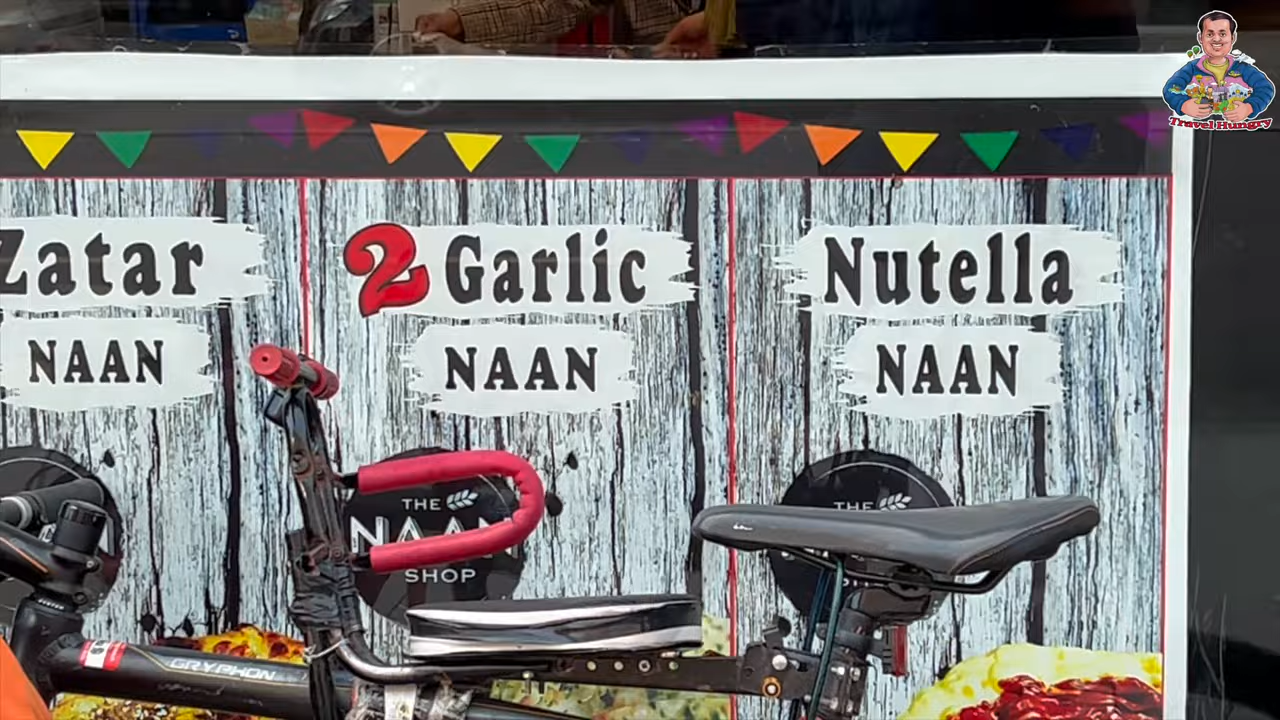 Travel Hungry
Zatar
NAAN
2 Garlic
NAAN
Nutella
NAAN
THE
NAAN
SHOP
THE
GRYPHON